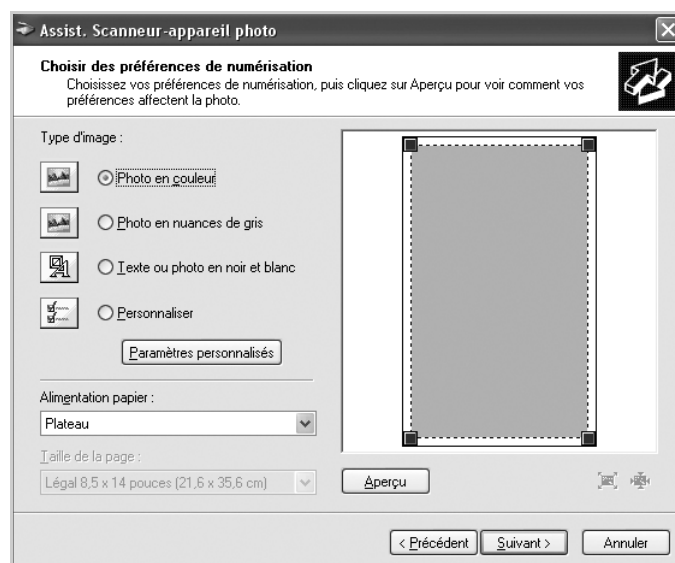 Assist. Scanneur-appareil photo
Choisir des préférences de numérisation
Choisissez vos préférences de numérisation, puis cliquez sur Aperçu pour voir comment vos
préférences affectent la photo.
Type d'image :
Photo en couleur
Photo en nuances de gris
Texte ou photo en noir et blanc
Personnaliser
Paramètres personnalisés
Alimentation papier :
Plateau
Taille de la page :
Légal 8,5 x 14 pouces (21,6 x 35,6 cm)
Aperçu
< Précédent
Suivant >
Annuler